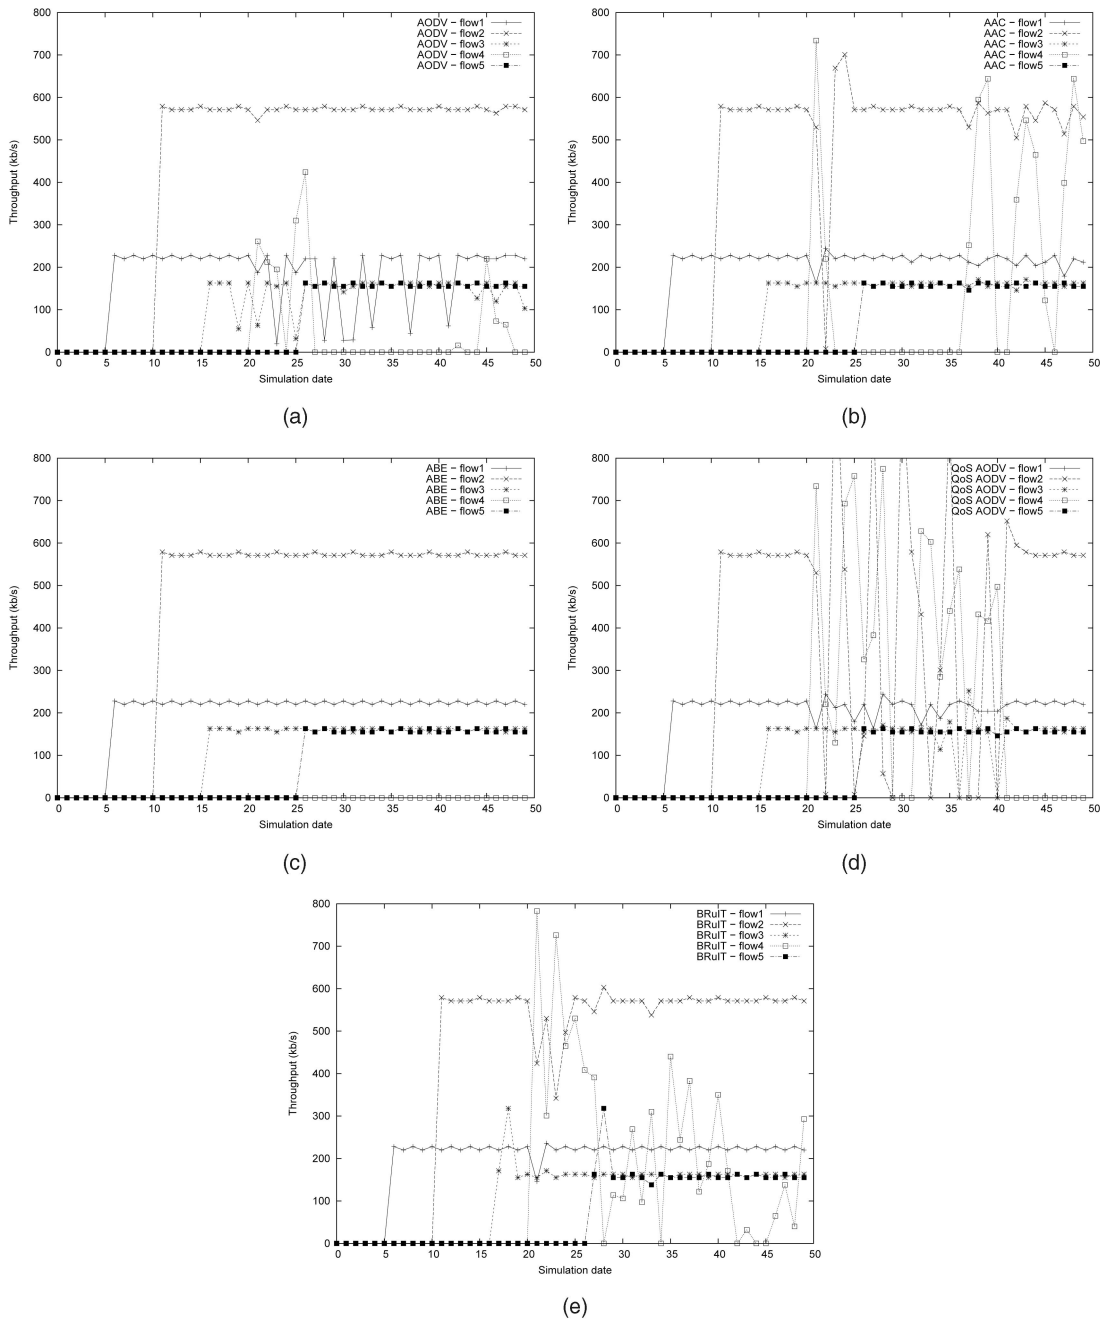 AODV − flow1
AODV − flow2
AODV − flow3
AODV − flow4
AODV − flow5
Throughput (kb/s)
800
700
600
500
400
300
200
100
0
0 5 10 15 20 25 30 35 40 45 50
Simulation date
(a)
AAC − flow1
AAC − flow2
AAC − flow3
AAC − flow4
AAC − flow5
Throughput (kb/s)
800
700
600
500
400
300
200
100
0
0 5 10 15 20 25 30 35 40 45 50
Simulation date
(b)
ABE − flow1
ABE − flow2
ABE − flow3
ABE − flow4
ABE − flow5
Throughput (kb/s)
800
700
600
500
400
300
200
100
0
0 5 10 15 20 25 30 35 40 45 50
Simulation date
(c)
QoS AODV − flow1
QoS AODV − flow2
QoS AODV − flow3
QoS AODV − flow4
QoS AODV − flow5
Throughput (kb/s)
800
700
600
500
400
300
200
100
0
0 5 10 15 20 25 30 35 40 45 50
Simulation date
(d)
BRuIT − flow1
BRuIT − flow2
BRuIT − flow3
BRuIT − flow4
BRuIT − flow5
Throughput (kb/s)
800
700
600
500
400
300
200
100
0
0 5 10 15 20 25 30 35 40 45 50
Simulation date
(e)